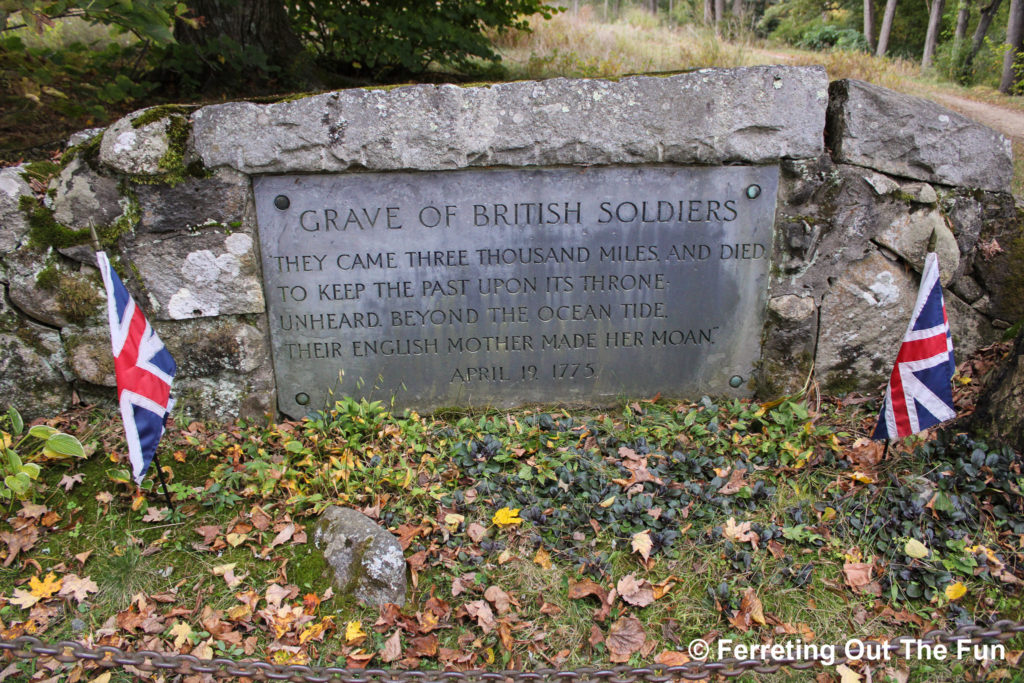 GRAVE OF BRITISH SOLDIERS
"THEY CAME THREE THOUSAND MILES, AND DIED,
TO KEEP THE PAST UPON ITS THRONE;
UNHEARD, BEYOND THE OCEAN TIDE,
THEIR ENGLISH MOTHER MADE HER MOAN."
APRIL 19, 1775
© Ferreting Out The Fun